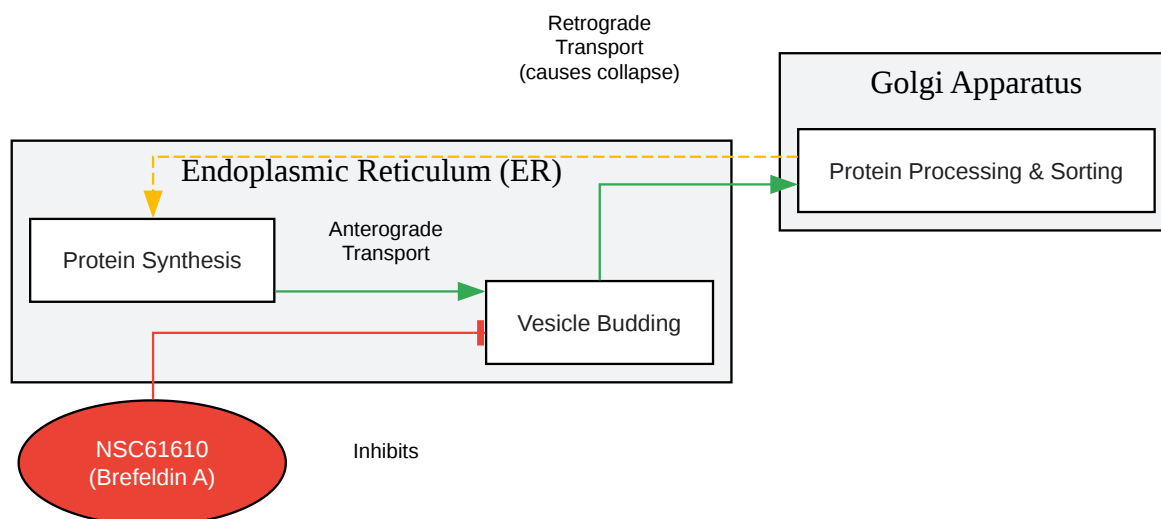 Retrograde
Transport
(causes collapse)
Golgi Apparatus
Protein Processing & Sorting
Endoplasmic Reticulum (ER)
Anterograde
Transport
Protein Synthesis
Vesicle Budding
NSC61610
(Brefeldin A)
Inhibits